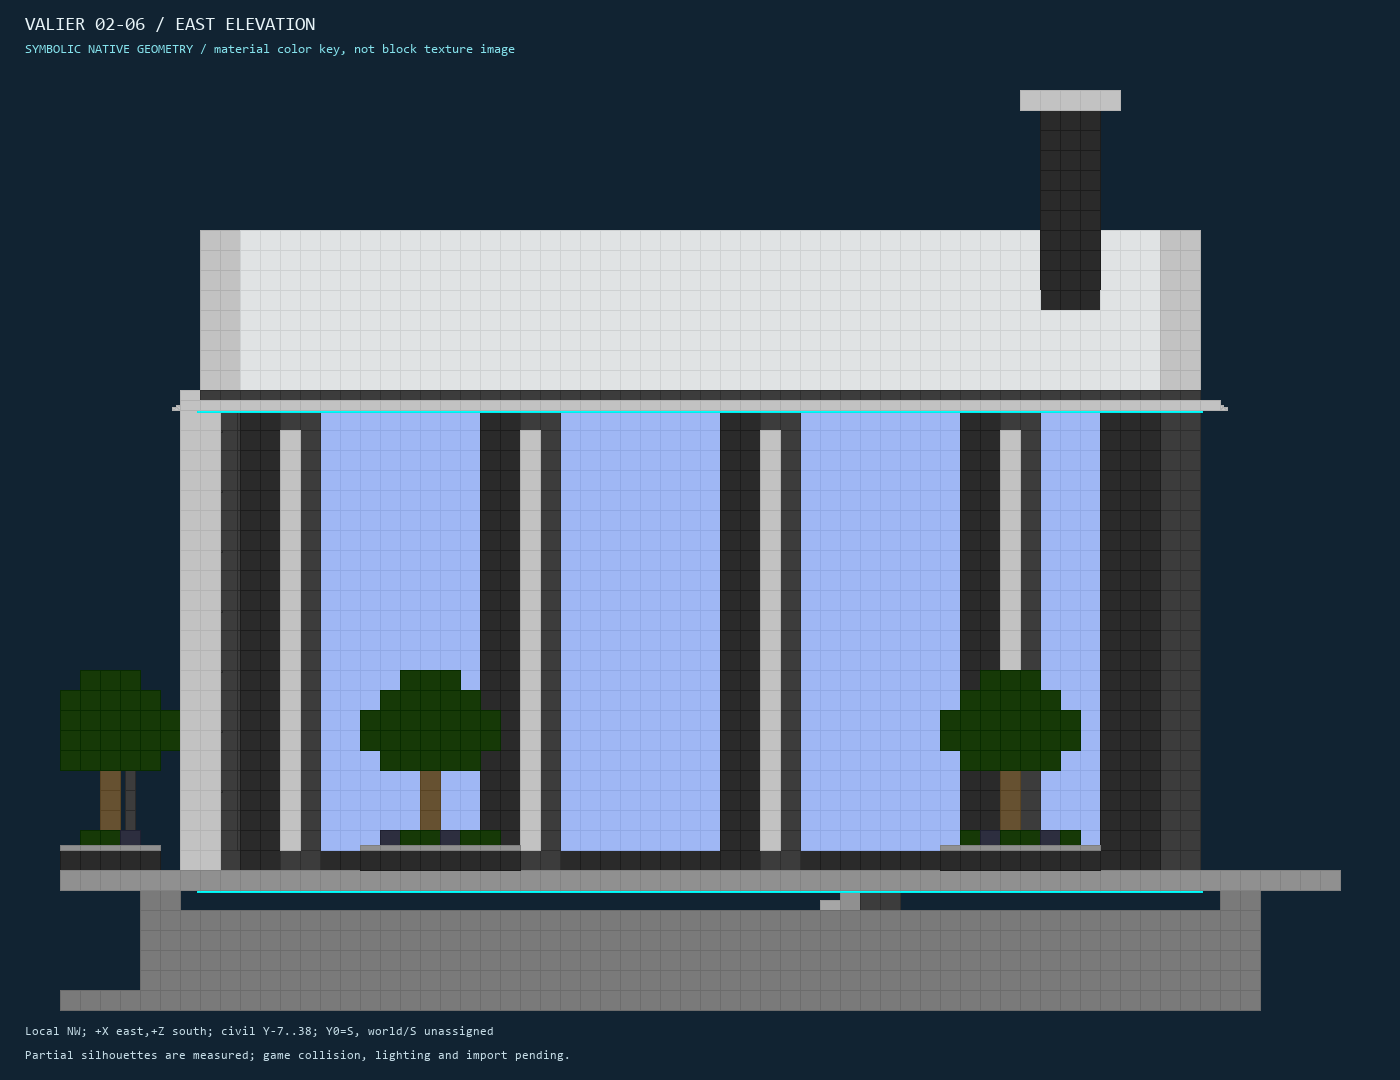 VALIER 02-06 / EAST ELEVATION
SYMBOLIC NATIVE GEOMETRY / material color key, not block texture image
Local NW; +X east,+Z south; civil Y-7..38; Y0=S, world/S unassigned
Partial silhouettes are measured; game collision, lighting and import pending.